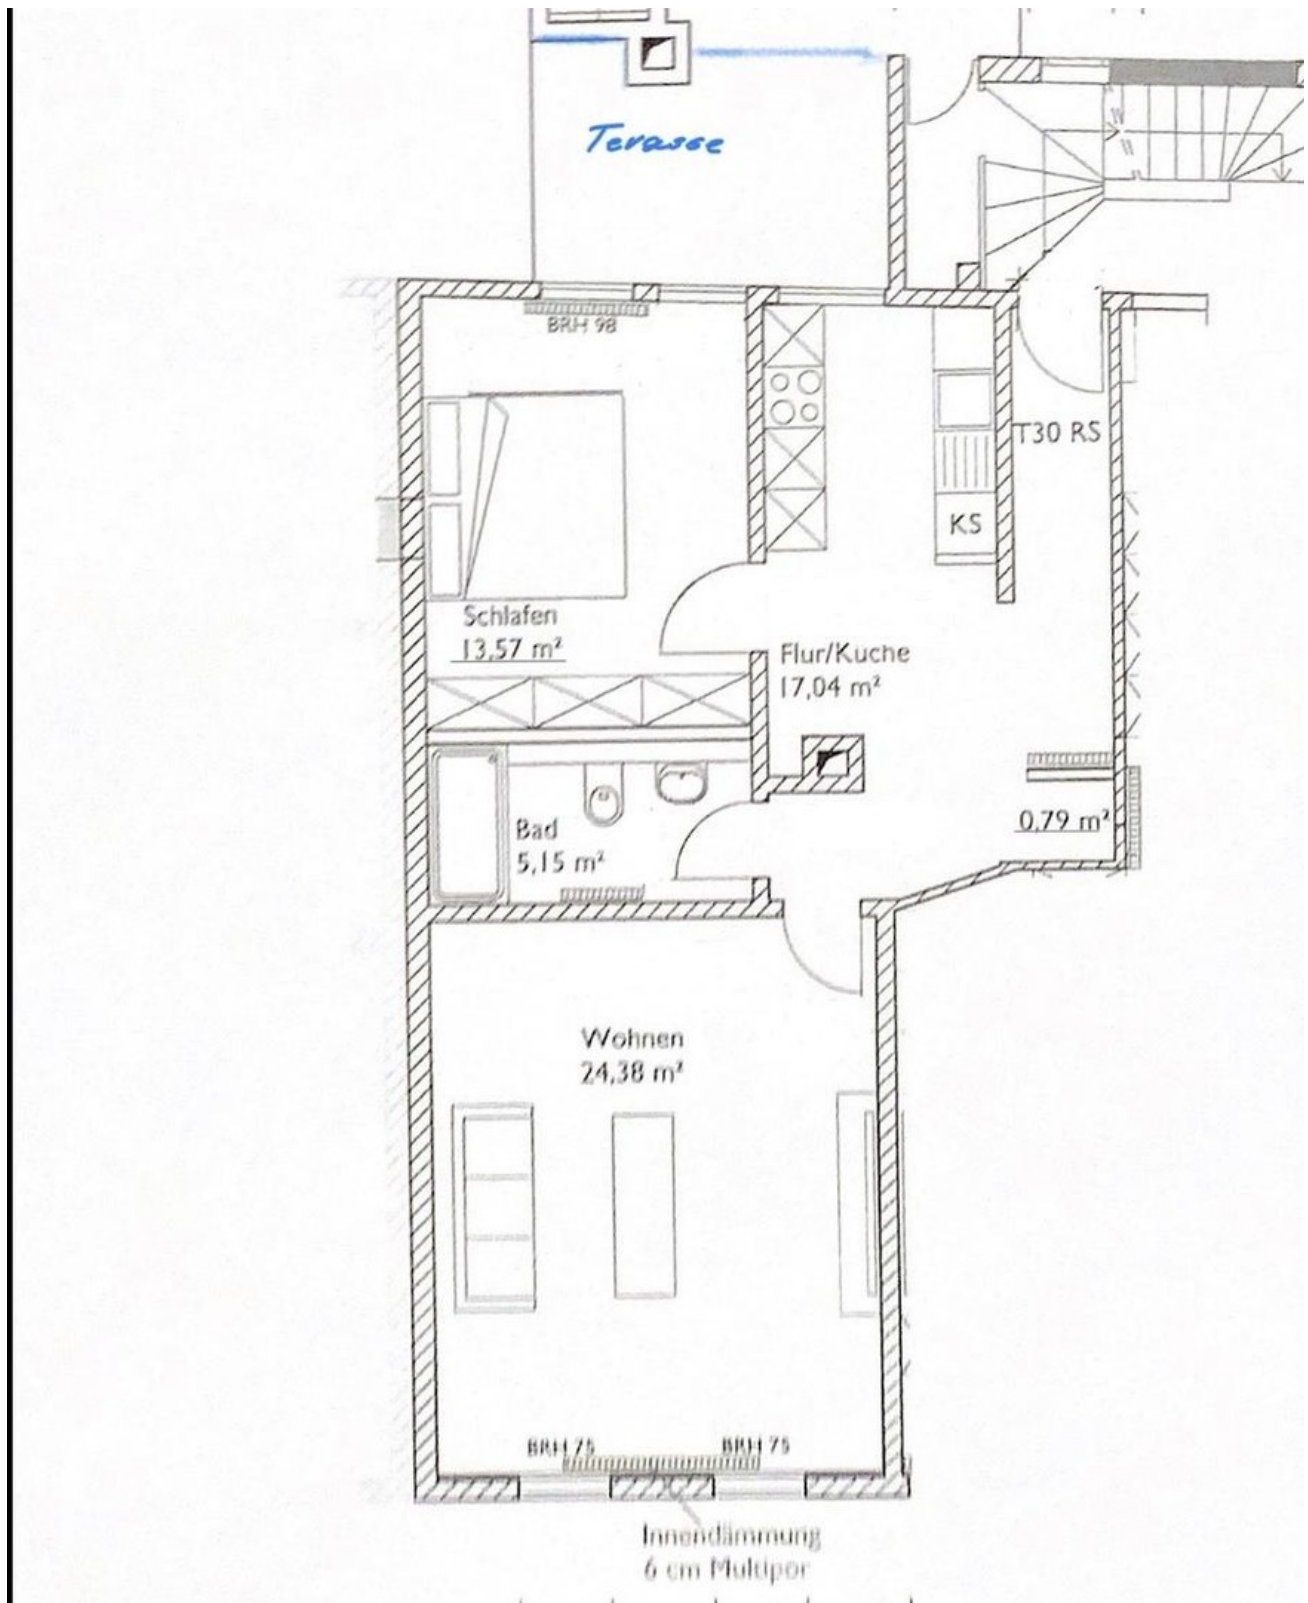 Terasse
BRH 98
T30 RS
KS
Schlafen
13,57 m²
Flur/Kuche
17,04 m²
0,79 m²
Bad
5,15 m²
Wohnen
24,38 m²
BRH 75
BRH 75
Innendämmung
6 cm Multipor